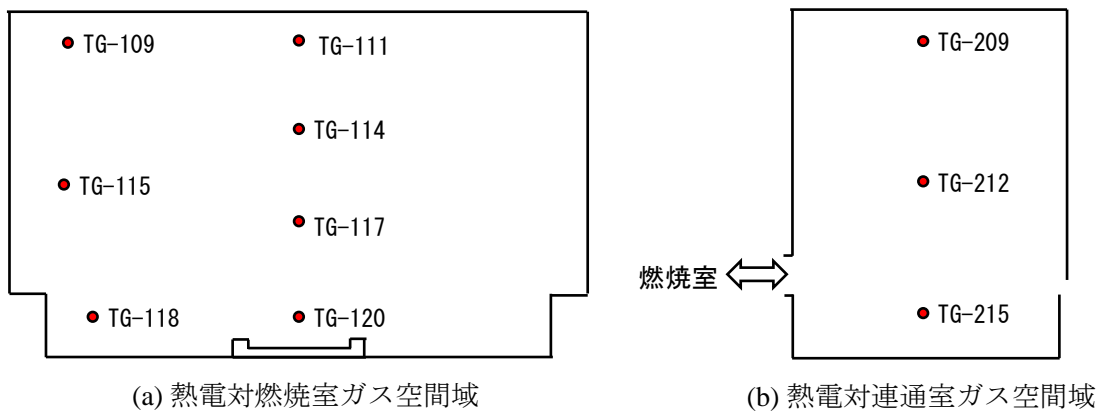 TG-109
TG-111
TG-209
TG-114
TG-115
TG-212
TG-117
燃焼室
TG-118
TG-120
TG-215
(a) 熱電対燃焼室ガス空間域
(b) 熱電対連通室ガス空間域